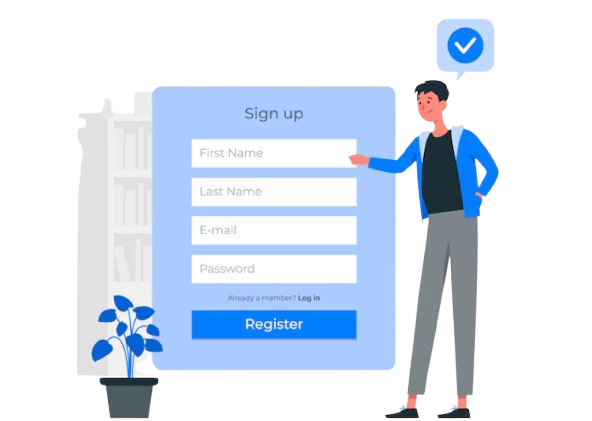 Sign up
First Name
Last Name
E-mail
Password
Already a member? Log in
Register